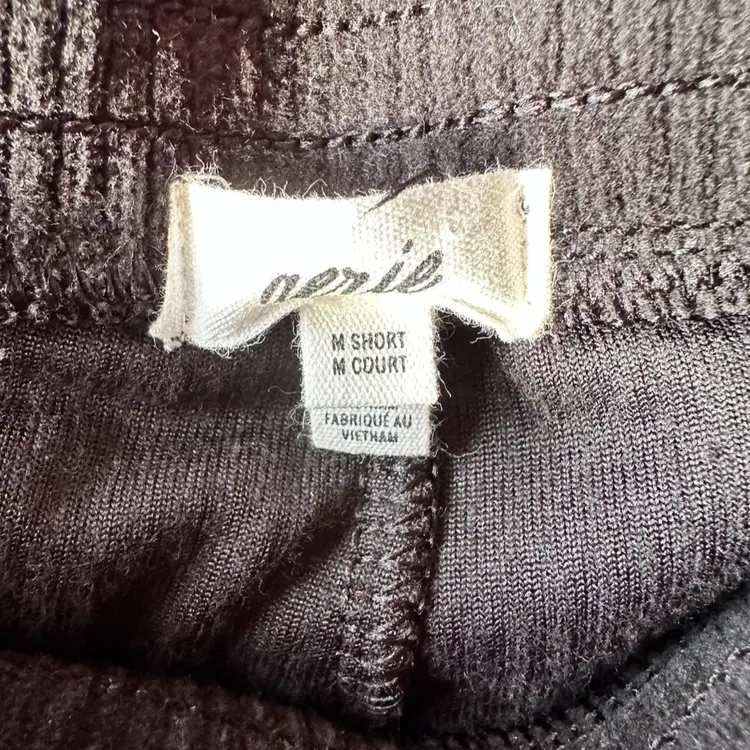 aerie
M SHORT
M COURT
FABRIQUÉ AU
VIETNAM